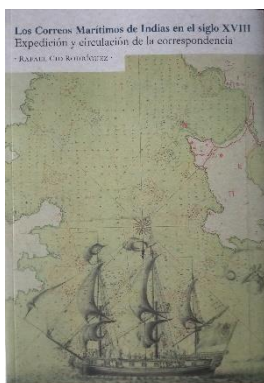 Los Correos Marítimos de Indias en el siglo XVIII
Expedición y circulación de la correspondencia
· RAFAEL CID RODRÍGUEZ ·